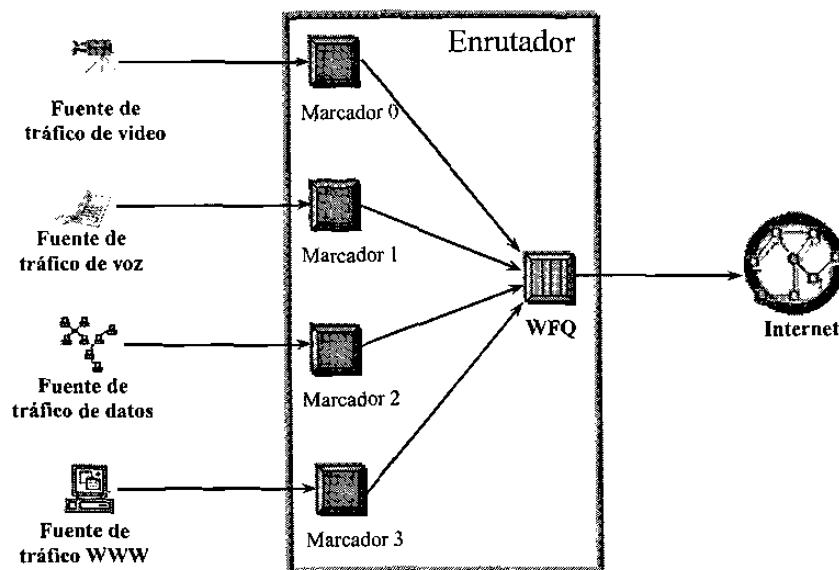 Enrutador
Fuente de
tráfico de video
Marcador 0
Fuente de
tráfico de voz
Marcador 1
WFQ
Internet
Fuente de
tráfico de datos
Marcador 2
Fuente de
tráfico WWW
Marcador 3